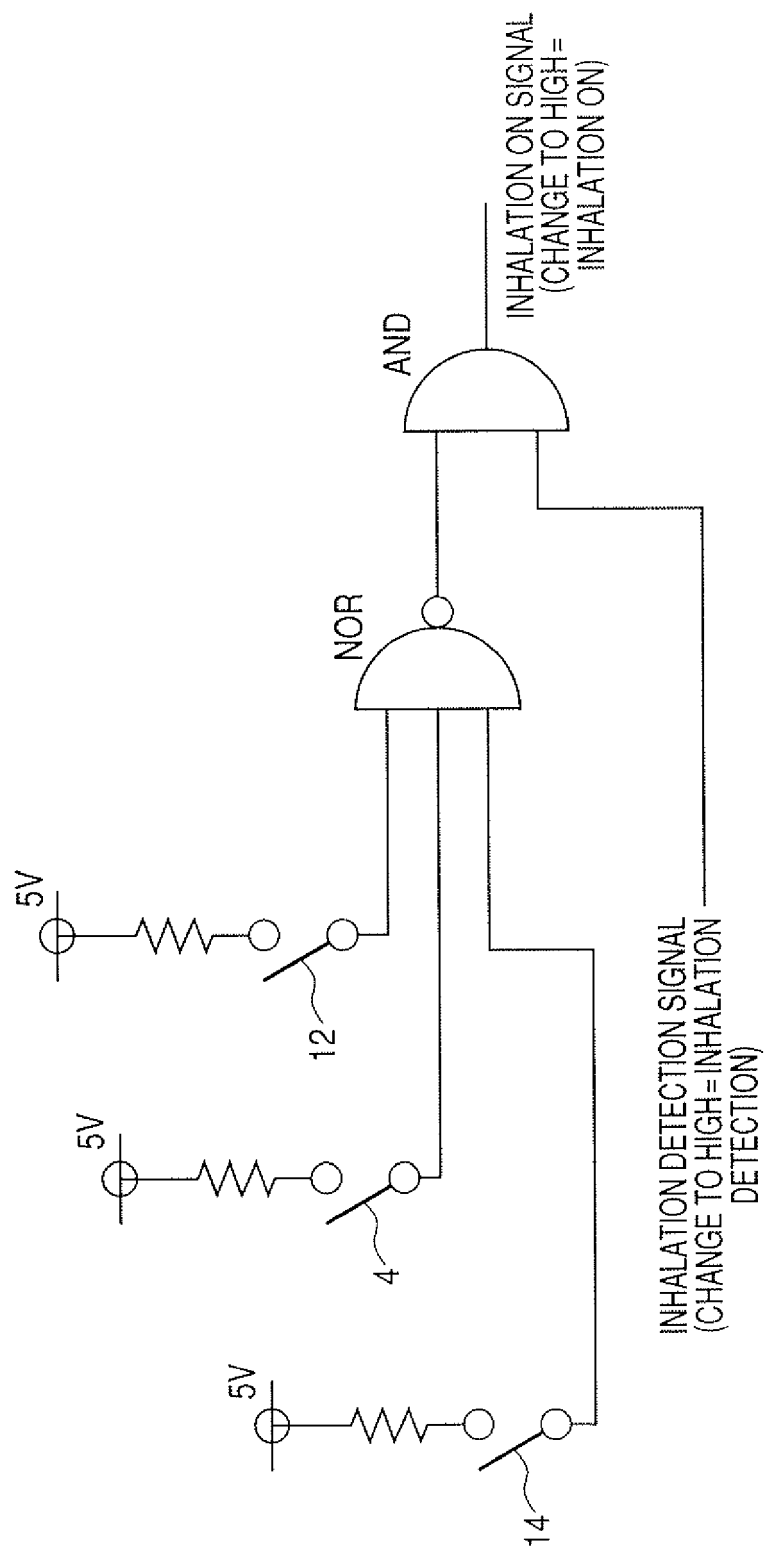 5V
12
5V
4
5V
14
NOR
AND
INHALATION ON SIGNAL
(CHANGE TO HIGH=
INHALATION ON)
INHALATION DETECTION SIGNAL
(CHANGE TO HIGH=INHALATION
DETECTION)